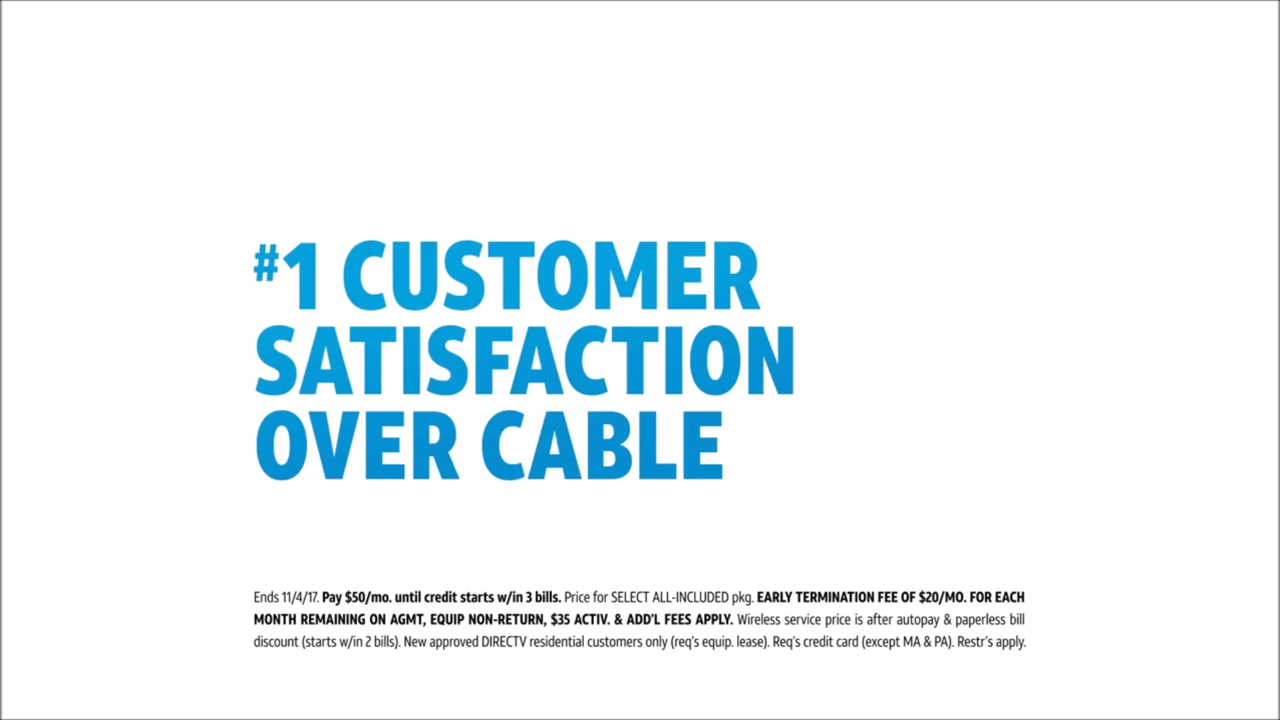 #1 CUSTOMER
SATISFACTION
OVER CABLE
Ends 11/4/17. Pay $50/mo. until credit starts w/in 3 bills. Price for SELECT ALL-INCLUDED pkg. EARLY TERMINATION FEE OF $20/MO. FOR EACH
MONTH REMAINING ON AGMT, EQUIP NON-RETURN, $35 ACTIV. & ADD'L FEES APPLY. Wireless service price is after autopay & paperless bill
discount (starts w/in 2 bills). New approved DIRECTV residential customers only (req's equip. lease). Req's credit card (except MA & PA). Restr's apply.